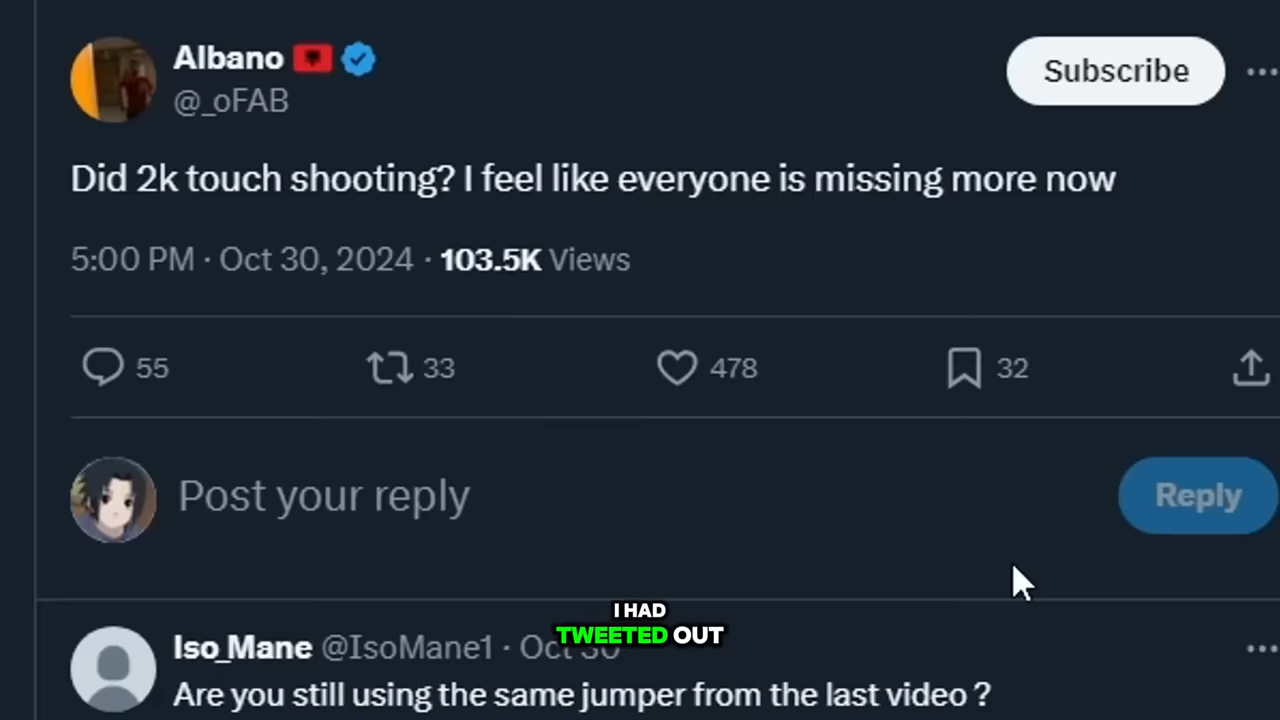 Albano
@_oFAB
Subscribe
Did 2k touch shooting? I feel like everyone is missing more now
5:00 PM · Oct 30, 2024 · 103.5K Views
55 33 478 32
Post your reply
Reply
I HAD
TWEETED OUT
Iso_Mane @IsoMane1 · Oct 30
Are you still using the same jumper from the last video ?